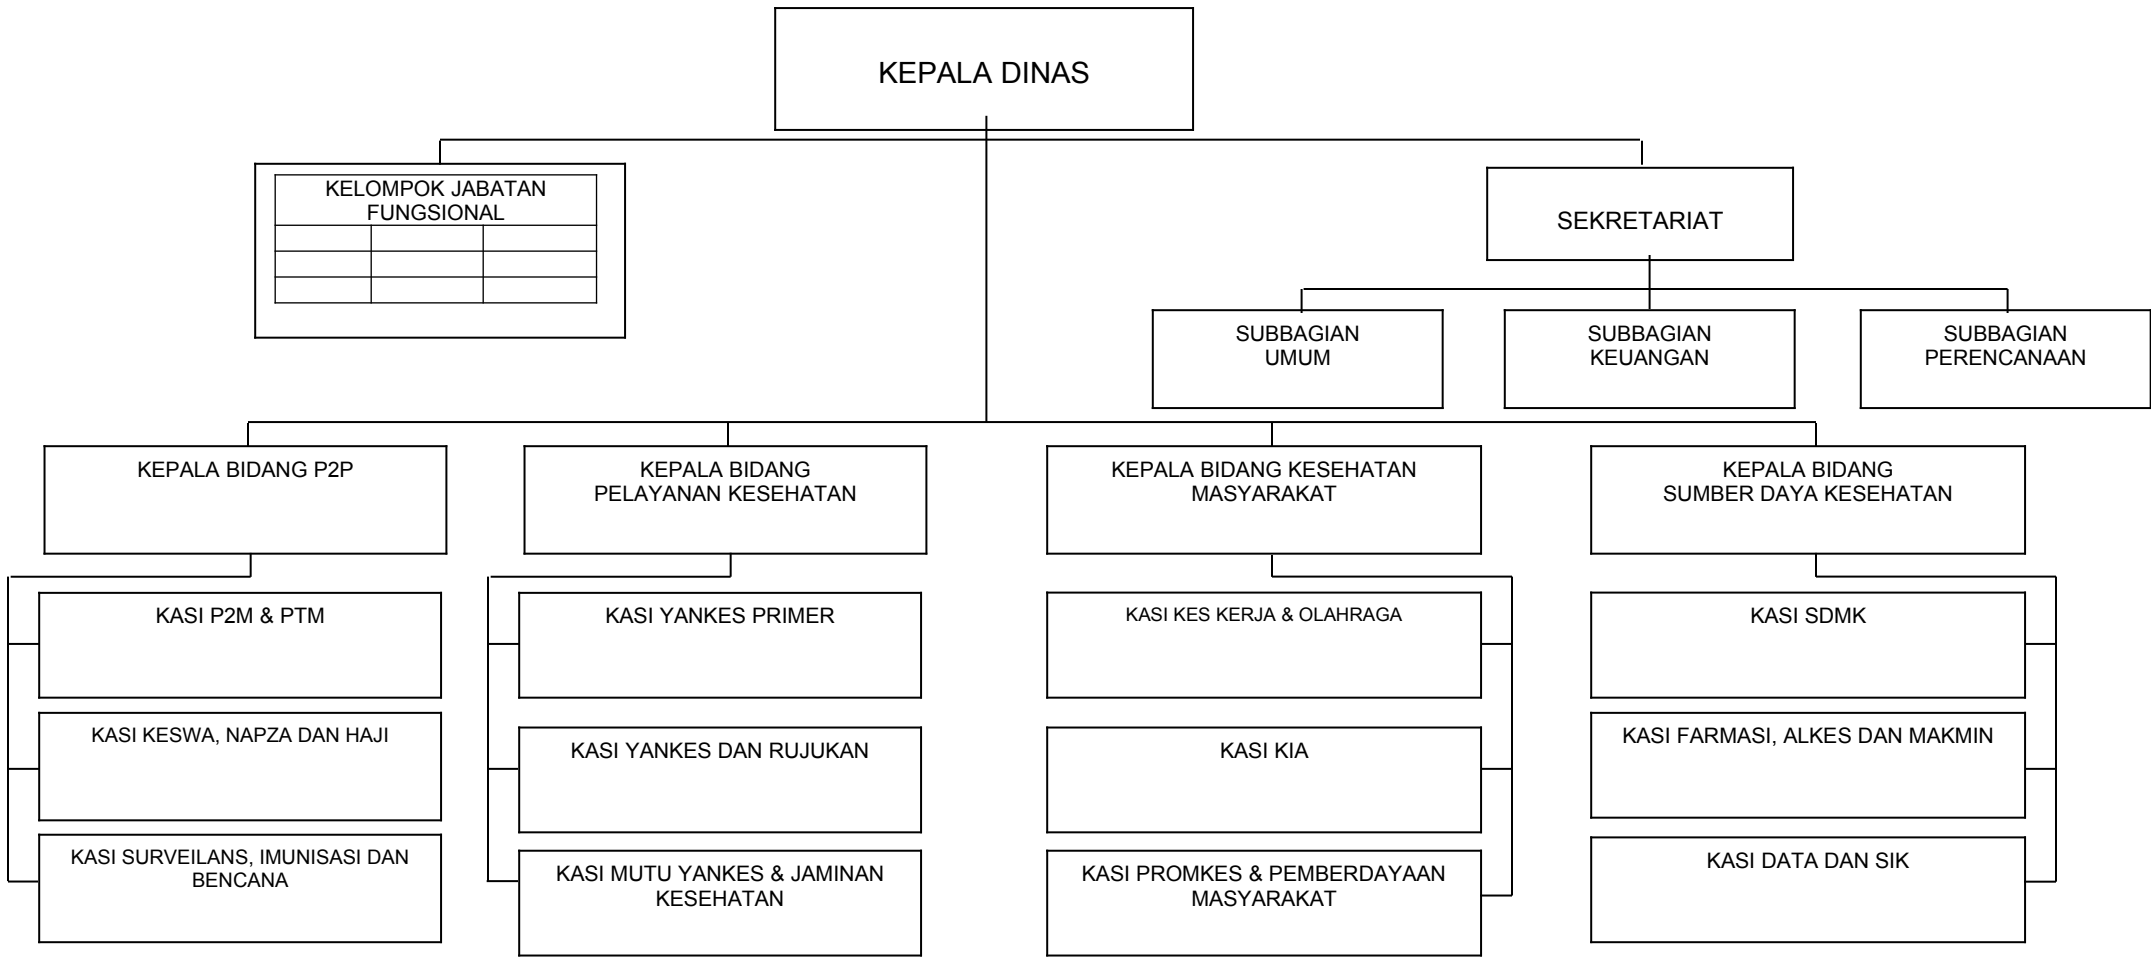 KEPALA DINAS
KELOMPOK JABATAN
FUNGSIONAL
SEKRETARIAT
SUBBAGIAN
UMUM
SUBBAGIAN
KEUANGAN
SUBBAGIAN
PERENCANAAN
KEPALA BIDANG P2P
KEPALA BIDANG
PELAYANAN KESEHATAN
KEPALA BIDANG KESEHATAN
MASYARAKAT
KEPALA BIDANG
SUMBER DAYA KESEHATAN
KASI P2M & PTM
KASI KESWA, NAPZA DAN HAJI
KASI SURVEILANS, IMUNISASI DAN
BENCANA
KASI YANKES PRIMER
KASI YANKES DAN RUJUKAN
KASI MUTU YANKES & JAMINAN
KESEHATAN
KASI KES KERJA & OLAHRAGA
KASI KIA
KASI PROMKES & PEMBERDAYAAN
MASYARAKAT
KASI SDMK
KASI FARMASI, ALKES DAN MAKMIN
KASI DATA DAN SIK